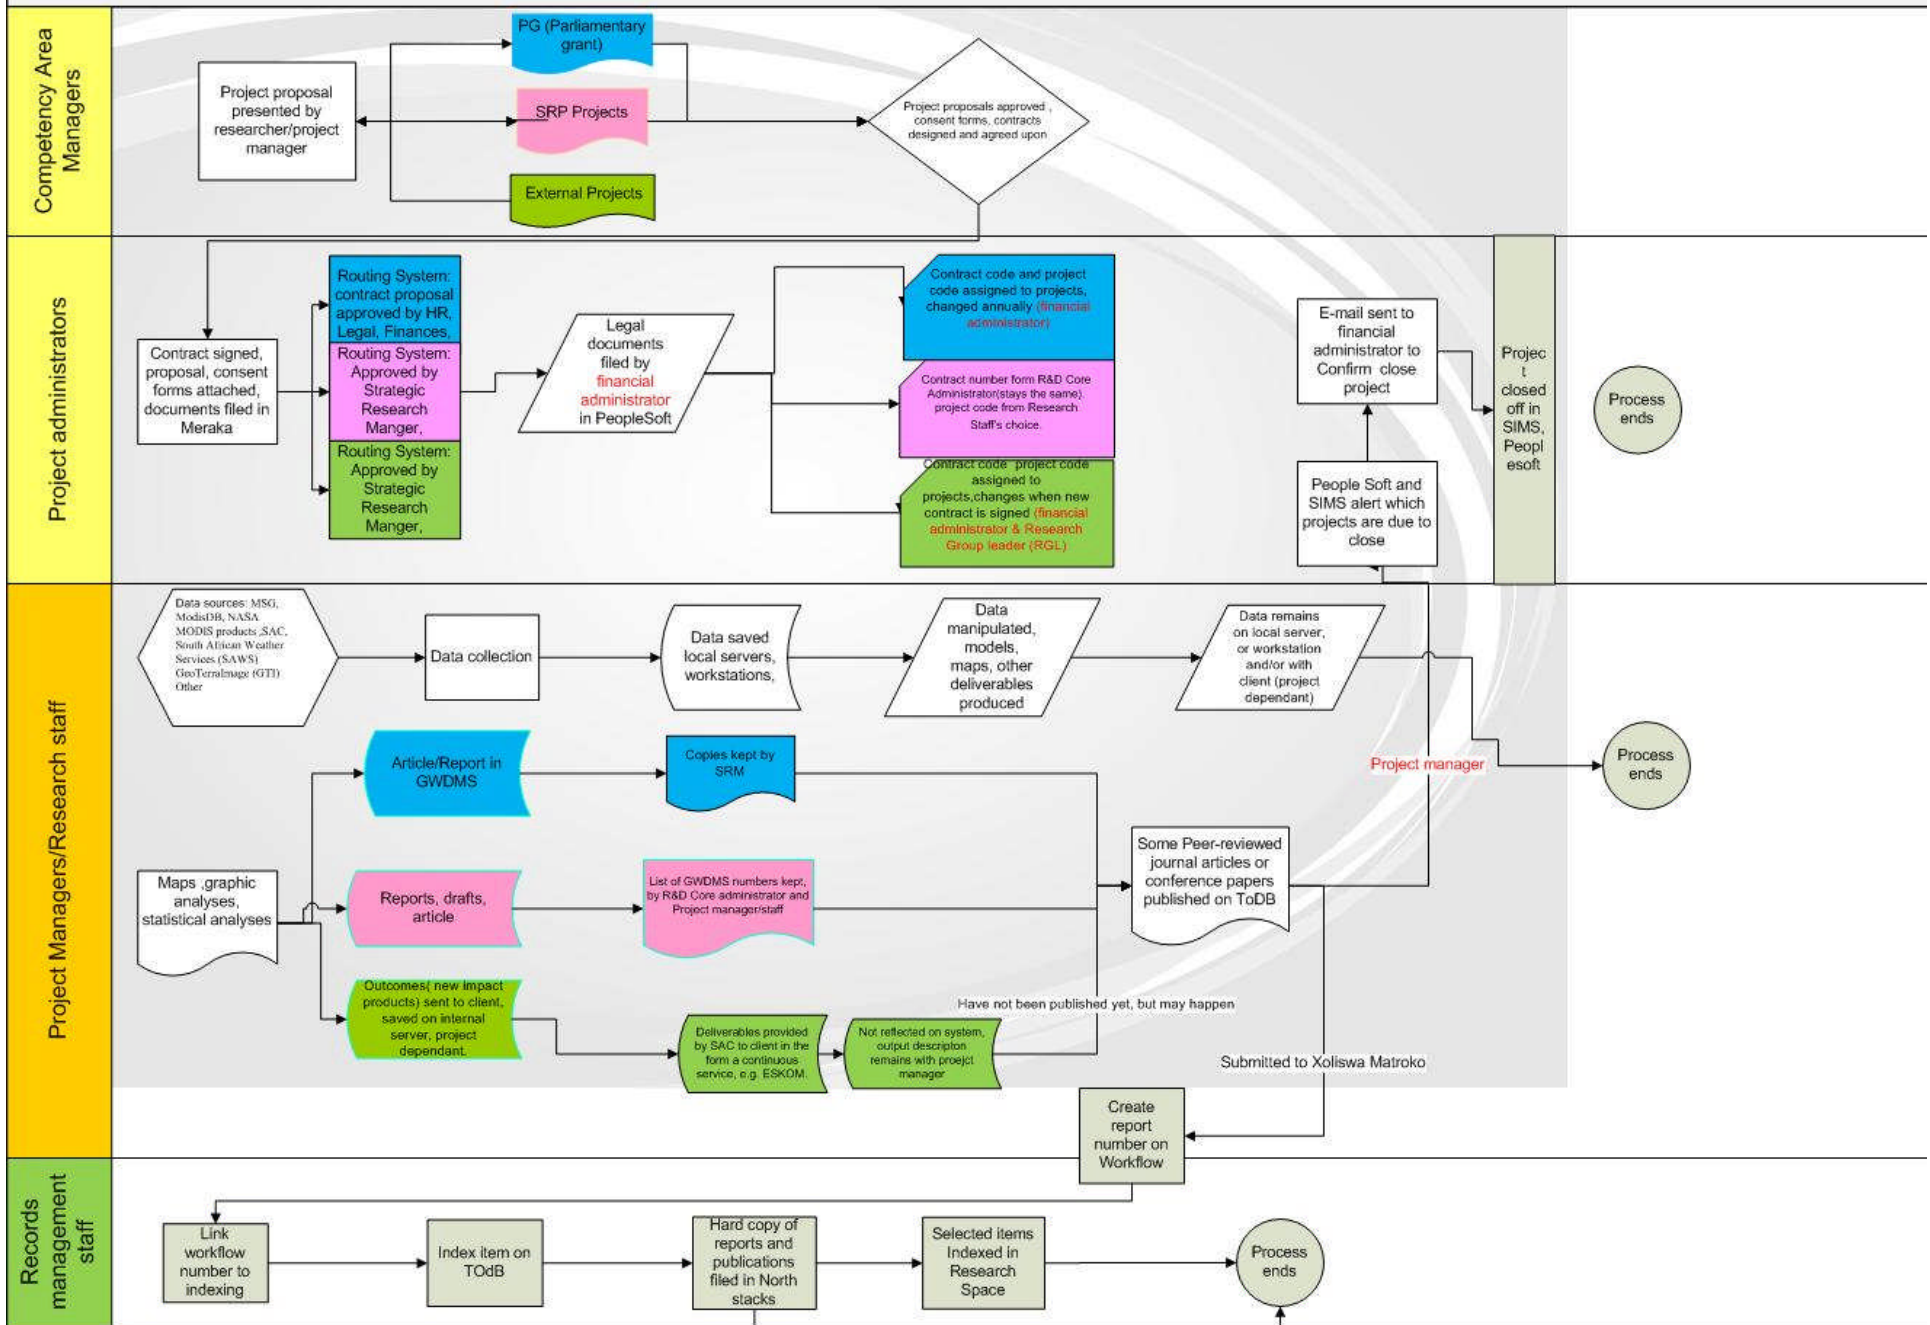 Competency Area
Managers
Project proposal
presented by
researcher/project
manager
PG (Parliamentary
grant)
SRP Projects
External Projects
Project proposals approved ,
consent forms, contracts
designed and agreed upon
Project administrators
Contract signed,
proposal, consent
forms attached,
documents filed in
Meraka
Routing System:
contract proposal
approved by HR,
Legal, Finances,
Routing System:
Approved by
Strategic
Research
Manger,
Routing System:
Approved by
Strategic
Research
Manger,
Legal
documents
filed by
financial
administrator
in PeopleSoft
Contract code and project
code assigned to projects,
changed annually (financial
administrator)
Contract number form R&D Core
Administrator(stays the same).
project code from Research
Staff's choice.
Contract code project code
assigned to
projects,changes when new
contract is signed (financial
administrator & Research
Group leader (RGL)
E-mail sent to
financial
administrator to
Confirm close
project
People Soft and
SIMS alert which
projects are due to
close
Projec
t
closed
off in
SIMS,
Peopl
esoft
Process
ends
Project Managers/Research staff
Data sources: MSG,
ModisDB, NASA
MODIS products ,SAC,
South African Weather
Services (SAWS)
GeoTerraImage (GTI)
Other
Data collection
Data saved
local servers,
workstations,
Data
manipulated,
models,
maps, other
deliverables
produced
Data remains
on local server,
or workstation
and/or with
client (project
dependant)
Project manager
Process
ends
Maps ,graphic
analyses,
statistical analyses
Article/Report in
GWDMS
Copies kept by
SRM
Reports, drafts,
article
List of GWDMS numbers kept,
by R&D Core administrator and
Project manager/staff
Outcomes( new impact
products) sent to client,
saved on internal
server, project
dependant.
Deliverables provided
by SAC to client in the
form a continuous
service, e.g. ESKOM.
Not reflected on system,
output descripton
remains with proejct
manager
Some Peer-reviewed
journal articles or
conference papers
published on ToDB
Have not been published yet, but may happen
Submitted to Xoliswa Matroko
Create
report
number on
Workflow
Records
management
staff
Link
workflow
number to
indexing
Index item on
TOdB
Hard copy of
reports and
publications
filed in North
stacks
Selected items
Indexed in
Research
Space
Process
ends